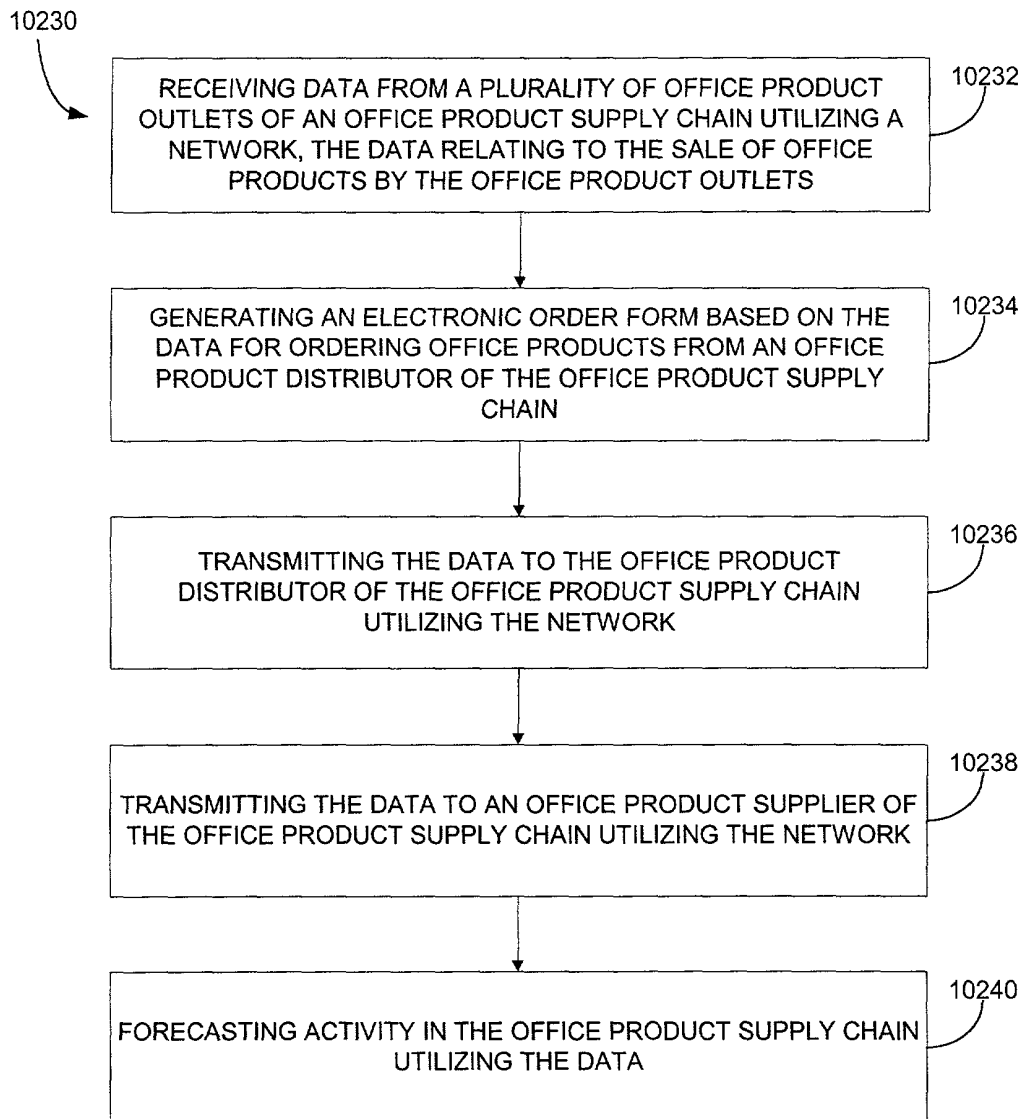 10230
RECEIVING DATA FROM A PLURALITY OF OFFICE PRODUCT
OUTLETS OF AN OFFICE PRODUCT SUPPLY CHAIN UTILIZING A
NETWORK, THE DATA RELATING TO THE SALE OF OFFICE
PRODUCTS BY THE OFFICE PRODUCT OUTLETS
10232
GENERATING AN ELECTRONIC ORDER FORM BASED ON THE
DATA FOR ORDERING OFFICE PRODUCTS FROM AN OFFICE
PRODUCT DISTRIBUTOR OF THE OFFICE PRODUCT SUPPLY
CHAIN
10234
TRANSMITTING THE DATA TO THE OFFICE PRODUCT
DISTRIBUTOR OF THE OFFICE PRODUCT SUPPLY CHAIN
UTILIZING THE NETWORK
10236
TRANSMITTING THE DATA TO AN OFFICE PRODUCT SUPPLIER OF
THE OFFICE PRODUCT SUPPLY CHAIN UTILIZING THE NETWORK
10238
FORECASTING ACTIVITY IN THE OFFICE PRODUCT SUPPLY CHAIN
UTILIZING THE DATA
10240